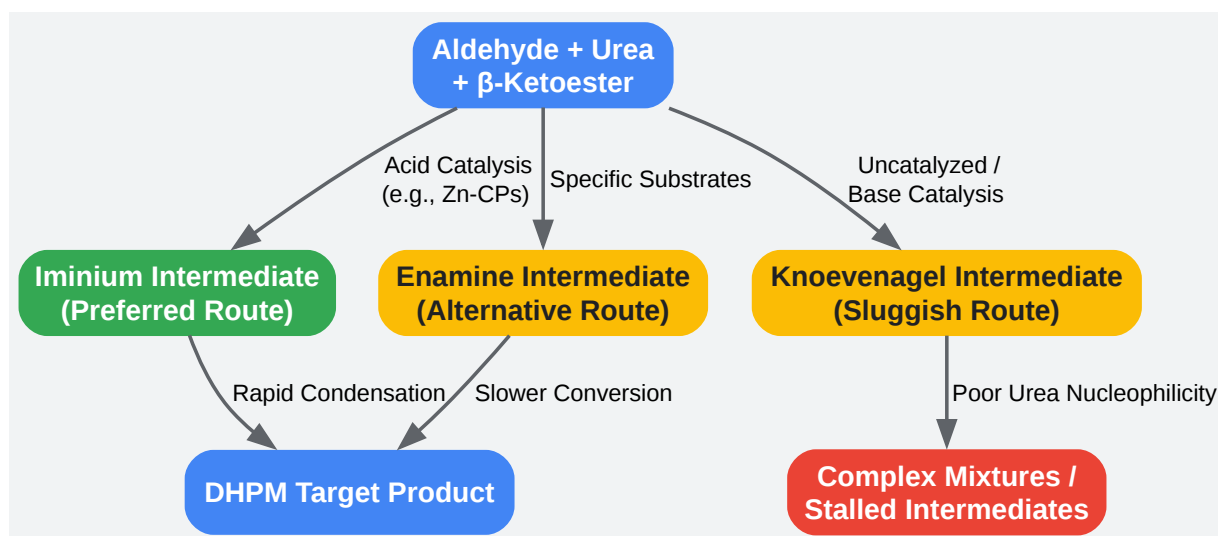 Aldehyde + Urea
+ β-Ketoester
Acid Catalysis
(e.g., Zn-CPs)
Specific Substrates
Uncatalyzed /
Base Catalysis
Iminium Intermediate
(Preferred Route)
Enamine Intermediate
(Alternative Route)
Knoevenagel Intermediate
(Sluggish Route)
Rapid Condensation
Slower Conversion
Poor Urea Nucleophilicity
DHPM Target Product
Complex Mixtures /
Stalled Intermediates